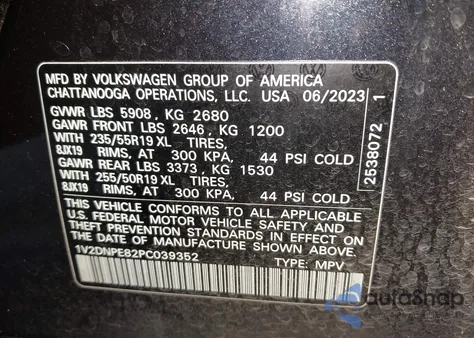 MFD BY VOLKSWAGEN GROUP OF AMERICA
CHATTANOOGA OPERATIONS, LLC. USA 06/2023
GVWR LBS 5908, KG 2680
GAWR FRONT LBS 2646, KG 1200
WITH 235/55R19 XL TIRES,
8JX19 RIMS, AT 300 KPA, 44 PSI COLD
GAWR REAR LBS 3373, KG 1530
WITH 255/50R19 XL TIRES,
8JX19 RIMS, AT 300 KPA, 44 PSI COLD
THIS VEHICLE CONFORMS TO ALL APPLICABLE
U.S. FEDERAL MOTOR VEHICLE SAFETY AND
THEFT PREVENTION STANDARDS IN EFFECT ON
THE DATE OF MANUFACTURE SHOWN ABOVE.
1V2DNPE82PC039352 TYPE: MPV
2538072 1
autoShap